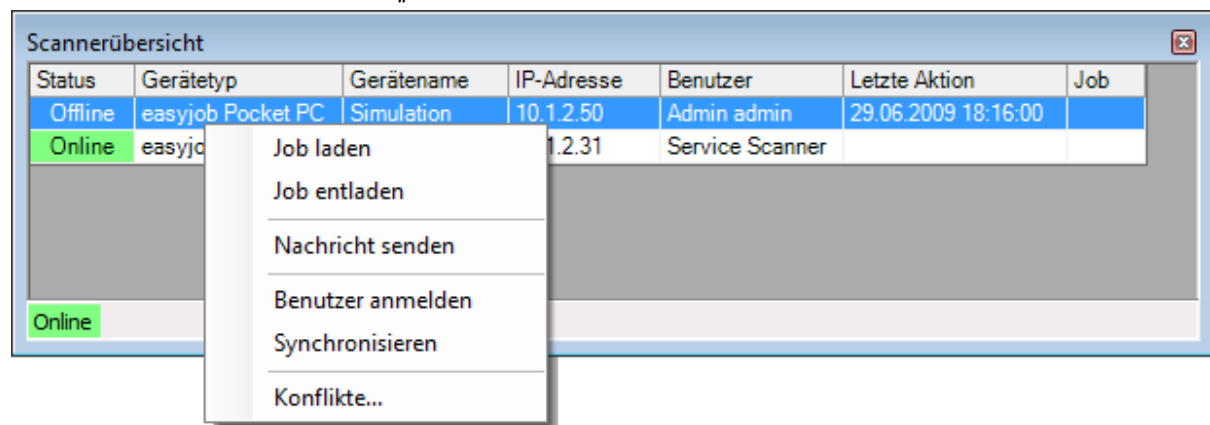 Scannerübersicht
Status Gerätetyp Gerätename IP-Adresse Benutzer Letzte Aktion Job
Offline easyjob Pocket PC Simulation 10.1.2.50 Admin admin 29.06.2009 18:16:00
Online 1.2.31 Service Scanner
Job laden
Job entladen
Nachricht senden
Benutzer anmelden
Synchronisieren
Konflikte...
Online